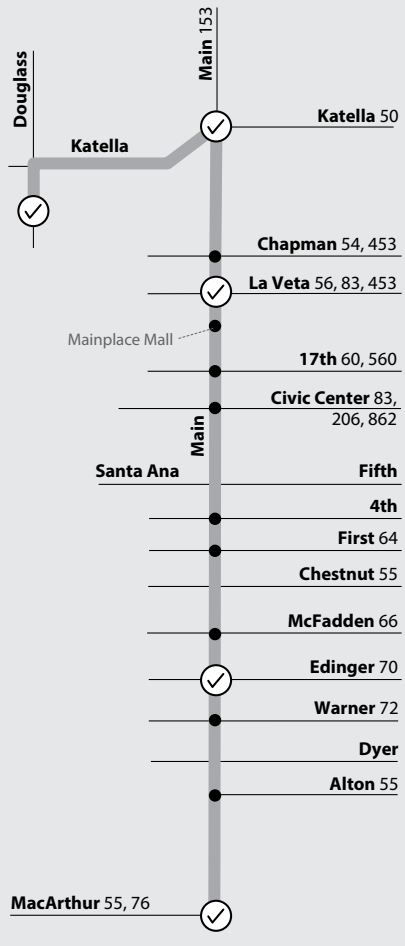 Main 153
Douglass
Katella 50
Katella
Chapman 54, 453
La Veta 56, 83, 453
Mainplace Mall
17th 60, 560
Civic Center 83,
206, 862
Main
Santa Ana
Fifth
4th
First 64
Chestnut 55
McFadden 66
Edinger 70
Warner 72
Dyer
Alton 55
MacArthur 55, 76